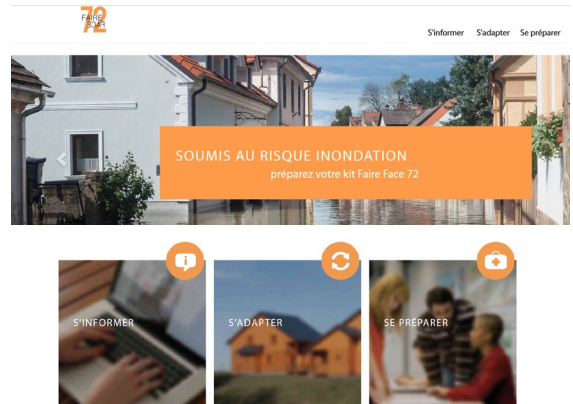 72
FAIRE
FACE
S'informer S'adapter Se préparer
SOUMIS AU RISQUE INONDATION
préparez votre kit Faire Face 72
S'INFORMER S'ADAPTER SE PRÉPARER